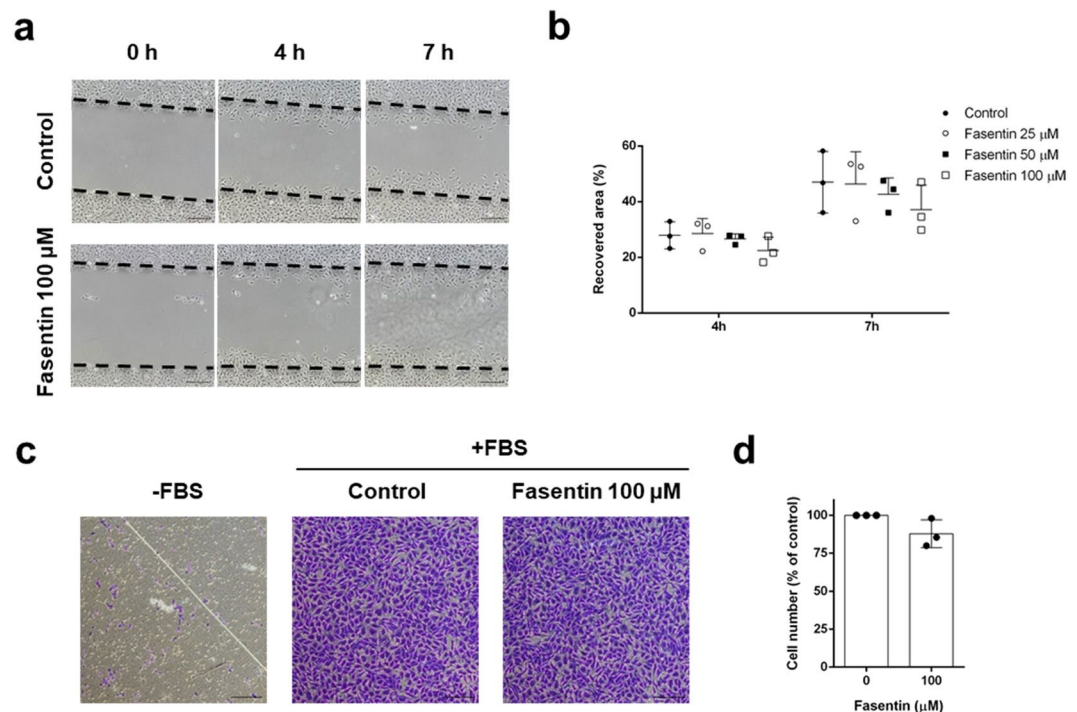 a
0 h
4 h
7 h
Control
Fasentin 100 µM
b
Control
Fasentin 25 µM
Fasentin 50 µM
Fasentin 100 µM
Recovered area (%)
60
40
20
0
4h
7h
c
+FBS
-FBS
Control
Fasentin 100 µM
d
Cell number (% of control)
100
75
50
25
0
0
100
Fasentin (µM)